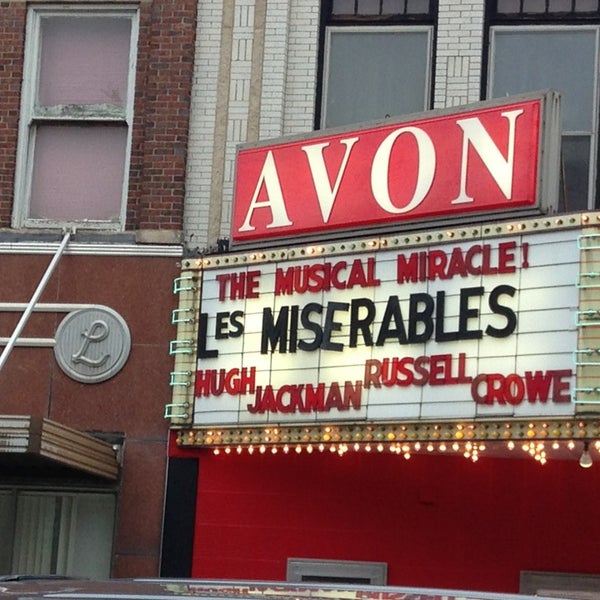 AVON
THE MUSICAL MIRACLE!
LES MISERABLES
HUGH JACKMAN RUSSELL CROWE
L